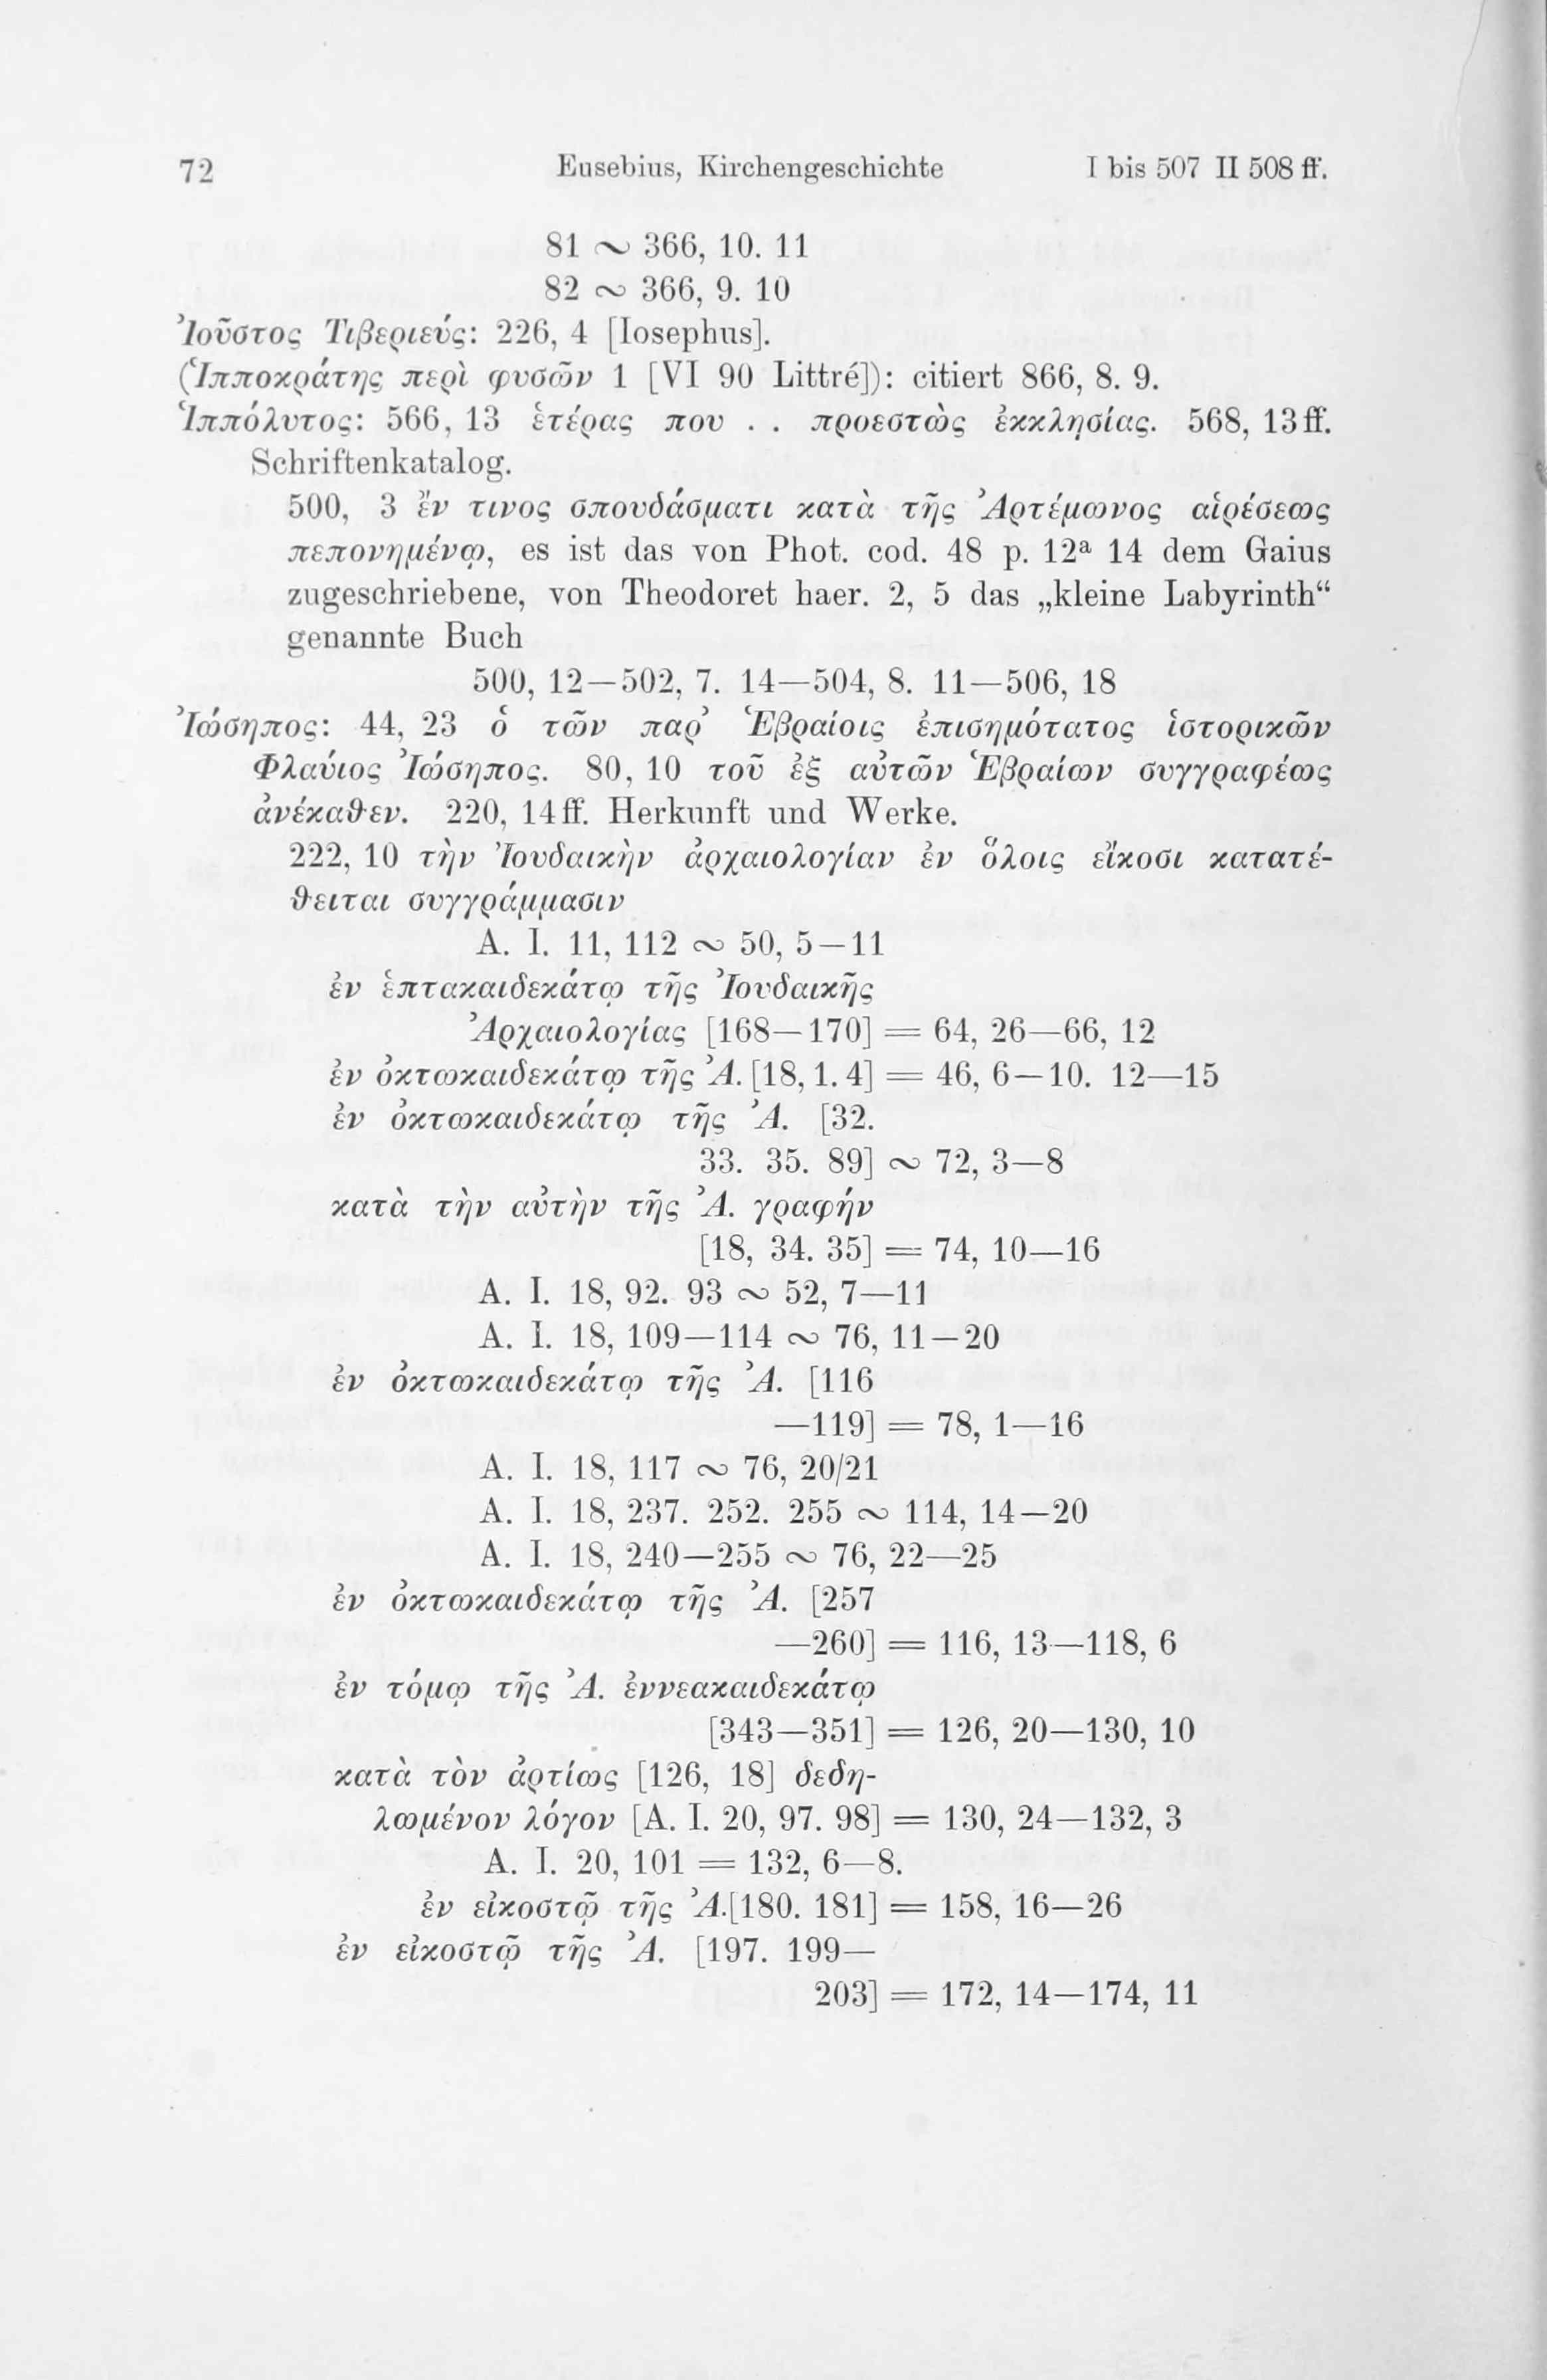 72 Eusebius, Kirchengeschichte I bis 507 II 508 ff.
81 ∾ 366, 10. 11
82 ∾ 366, 9. 10
Ἰοῦστος Τιβεριεύς: 226, 4 [Iosephus].
(Ἱπποκράτης περὶ φυσῶν 1 [VI 90 Littré]): citiert 866, 8. 9.
Ἱππόλυτος: 566, 13 ἑτέρας που . . προεστὼς ἐκκλησίας. 568, 13 ff.
Schriftenkatalog.
500, 3 ἔν τινος σπουδάσματι κατὰ τῆς Ἀρτέμωνος αἱρέσεως
πεπονημένῳ, es ist das von Phot. cod. 48 p. 12ª 14 dem Gaius
zugeschriebene, von Theodoret haer. 2, 5 das „kleine Labyrinth“
genannte Buch
500, 12—502, 7. 14—504, 8. 11—506, 18
Ἰώσηπος: 44, 23 ὁ τῶν παρ᾽ Ἑβραίοις ἐπισημότατος ἱστορικῶν
Φλαύιος Ἰώσηπος. 80, 10 τοῦ ἐξ αὐτῶν Ἑβραίων συγγραφέως
ἀνέκαθεν. 220, 14 ff. Herkunft und Werke.
222, 10 τὴν Ἰουδαικὴν ἀρχαιολογίαν ἐν ὅλοις εἴκοσι κατατέ-
θειται συγγράμμασιν
A. I. 11, 112 ∾ 50, 5—11
ἐν ἑπτακαιδεκάτῳ τῆς Ἰουδαικῆς
Ἀρχαιολογίας [168—170] = 64, 26—66, 12
ἐν ὀκτωκαιδεκάτῳ τῆς Ἀ. [18, 1. 4] = 46, 6—10. 12—15
ἐν ὀκτωκαιδεκάτῳ τῆς Ἀ. [32.
33. 35. 89] ∾ 72, 3—8
κατὰ τὴν αὐτὴν τῆς Ἀ. γραφήν
[18, 34. 35] = 74, 10—16
A. I. 18, 92. 93 ∾ 52, 7—11
A. I. 18, 109—114 ∾ 76, 11—20
ἐν ὀκτωκαιδεκάτῳ τῆς Ἀ. [116
—119] = 78, 1—16
A. I. 18, 117 ∾ 76, 20/21
A. I. 18, 237. 252. 255 ∾ 114, 14—20
A. I. 18, 240—255 ∾ 76, 22—25
ἐν ὀκτωκαιδεκάτῳ τῆς Ἀ. [257
—260] = 116, 13—118, 6
ἐν τόμῳ τῆς Ἀ. ἐννεακαιδεκάτῳ
[343—351] = 126, 20—130, 10
κατὰ τὸν ἀρτίως [126, 18] δεδη-
λωμένον λόγον [A. I. 20, 97. 98] = 130, 24—132, 3
A. I. 20, 101 = 132, 6—8.
ἐν εἰκοστῷ τῆς Ἀ. [180. 181] = 158, 16—26
ἐν εἰκοστῷ τῆς Ἀ. [197. 199—
203] = 172, 14—174, 11